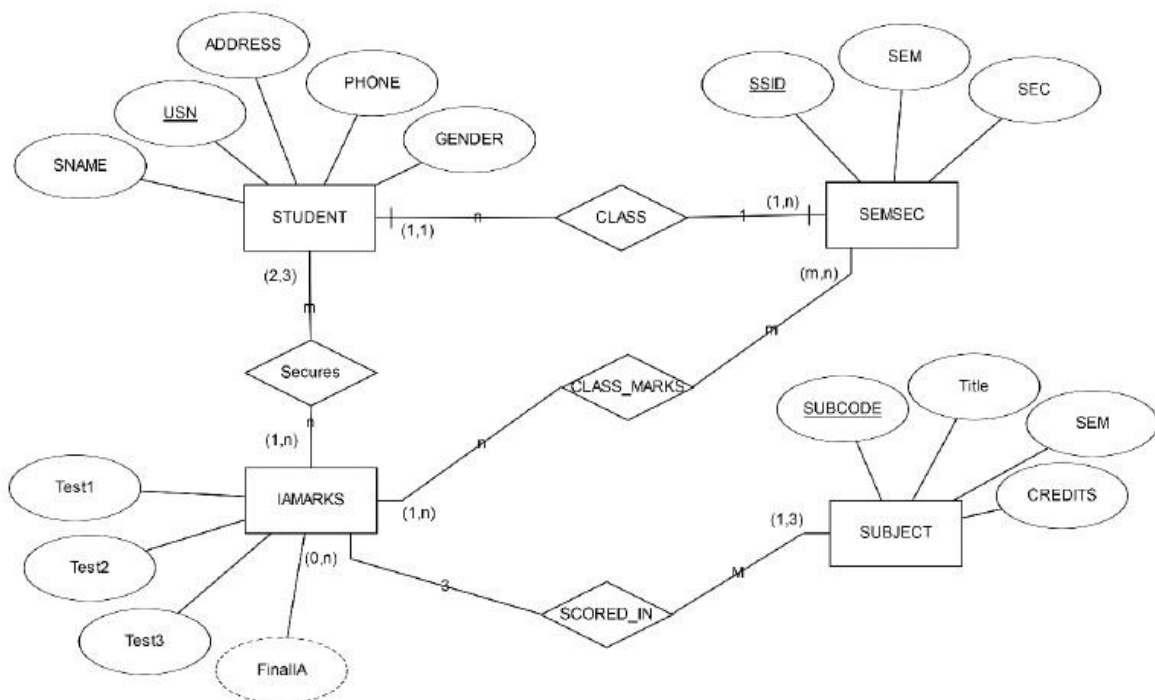 ADDRESS
SEM
PHONE
SSID
SEC
USN
GENDER
SNAME
STUDENT
n
CLASS
1
(1,n)
SEMSEC
(1,1)
(2,3)
(m,n)
m
m
Secures
CLASS_MARKS
Title
SUBCODE
n
SEM
(1,n)
n
Test1
IAMARKS
CREDITS
(1,n)
(1,3)
SUBJECT
(0,n)
Test2
3
M
SCORED_IN
Test3
FinalIA